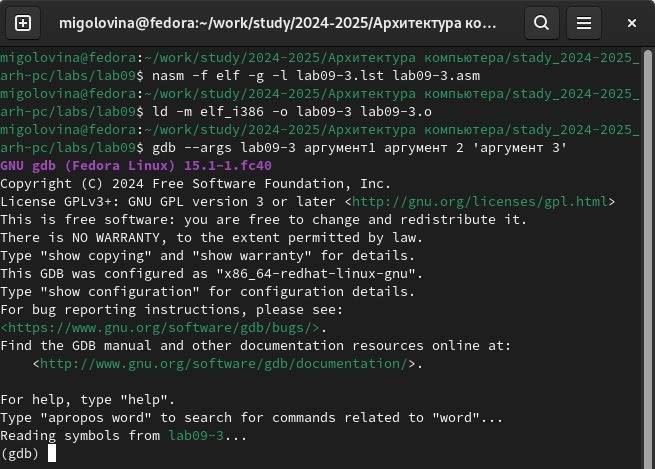 migolovina@fedora:~/work/study/2024-2025/Архитектура ко...
migolovina@fedora:~/work/study/2024-2025/Архитектура компьютера/stady_2024-2025_
arh-pc/labs/lab09$ nasm -f elf -g -l lab09-3.lst lab09-3.asm
migolovina@fedora:~/work/study/2024-2025/Архитектура компьютера/stady_2024-2025_
arh-pc/labs/lab09$ ld -m elf_i386 -o lab09-3 lab09-3.o
migolovina@fedora:~/work/study/2024-2025/Архитектура компьютера/stady_2024-2025_
arh-pc/labs/lab09$ gdb --args lab09-3 аргумент1 аргумент 2 'аргумент 3'
GNU gdb (Fedora Linux) 15.1-1.fc40
Copyright (C) 2024 Free Software Foundation, Inc.
License GPLv3+: GNU GPL version 3 or later <http://gnu.org/licenses/gpl.html>
This is free software: you are free to change and redistribute it.
There is NO WARRANTY, to the extent permitted by law.
Type "show copying" and "show warranty" for details.
This GDB was configured as "x86_64-redhat-linux-gnu".
Type "show configuration" for configuration details.
For bug reporting instructions, please see:
<https://www.gnu.org/software/gdb/bugs/>.
Find the GDB manual and other documentation resources online at:
<http://www.gnu.org/software/gdb/documentation/>.
For help, type "help".
Type "apropos word" to search for commands related to "word"...
Reading symbols from lab09-3...
(gdb)